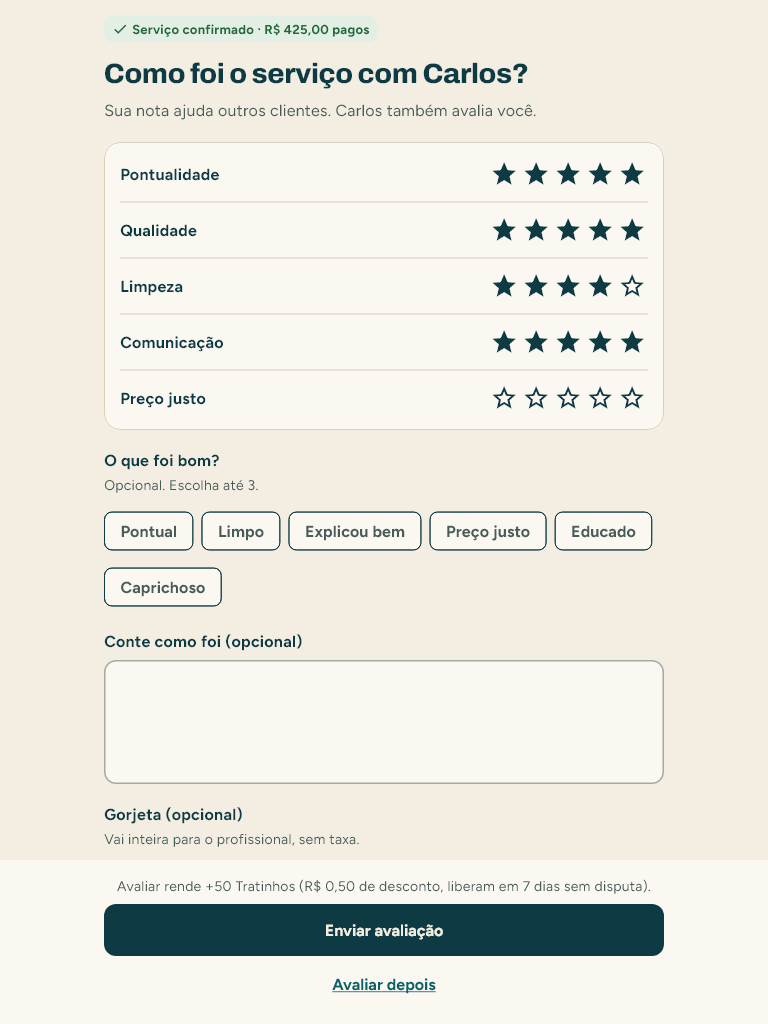 Serviço confirmado · R$ 425,00 pagos
Como foi o serviço com Carlos?
Sua nota ajuda outros clientes. Carlos também avalia você.
Pontualidade
Qualidade
Limpeza
Comunicação
Preço justo
O que foi bom?
Opcional. Escolha até 3.
Pontual Limpo Explicou bem Preço justo Educado
Caprichoso
Conte como foi (opcional)
Gorjeta (opcional)
Vai inteira para o profissional, sem taxa.
Avaliar rende +50 Tratinhos (R$ 0,50 de desconto, liberam em 7 dias sem disputa).
Enviar avaliação
Avaliar depois